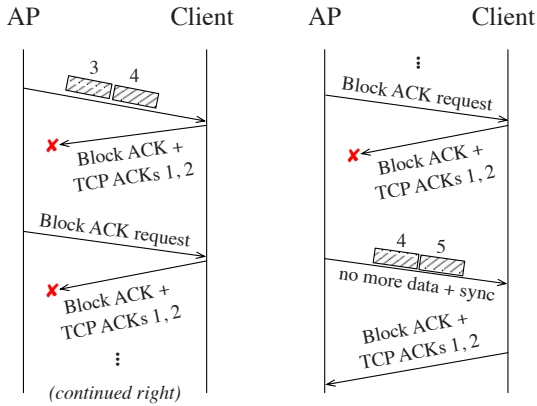 AP Client
3 4
Block ACK +
TCP ACKs 1, 2
Block ACK request
Block ACK +
TCP ACKs 1, 2
(continued right)
AP Client
Block ACK request
Block ACK +
TCP ACKs 1, 2
4 5
no more data + sync
Block ACK +
TCP ACKs 1, 2